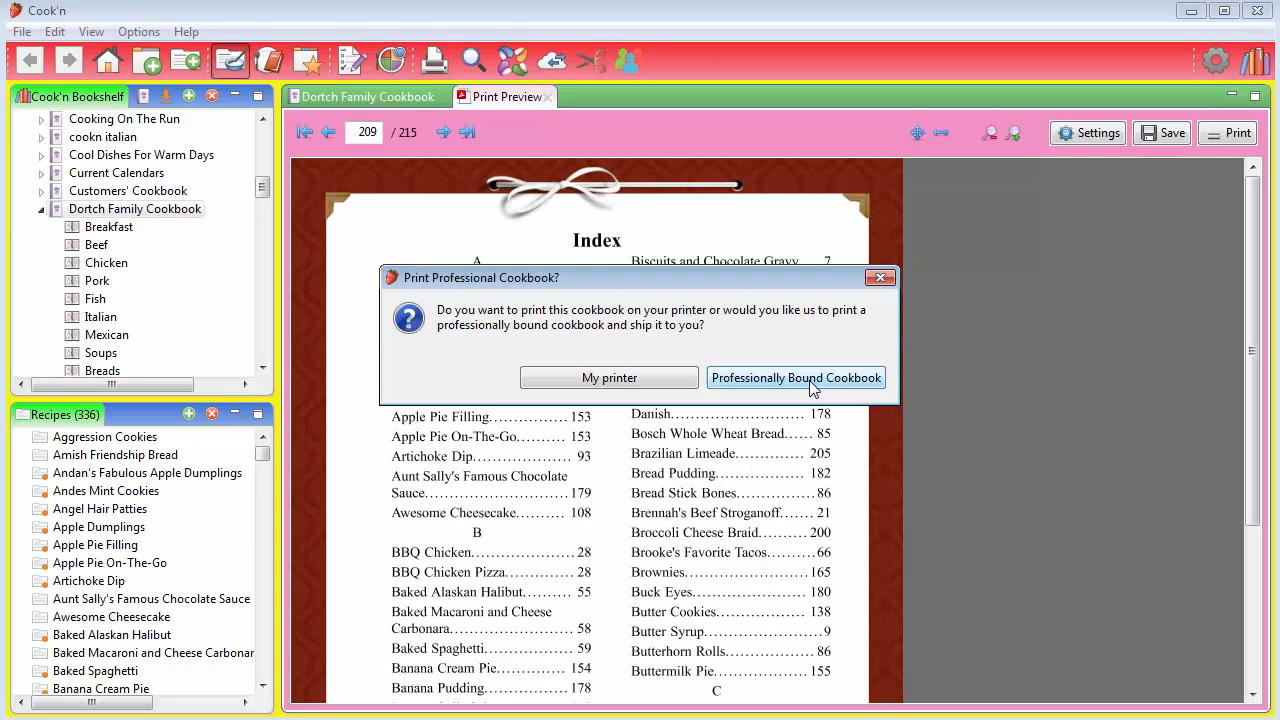 Cook'n
File Edit View Options Help
Cook'n Bookshelf
Cooking On The Run
cookn italian
Cool Dishes For Warm Days
Current Calendars
Customers' Cookbook
Dortch Family Cookbook
Breakfast
Beef
Chicken
Pork
Fish
Italian
Mexican
Soups
Breads
Recipes (336)
Aggression Cookies
Amish Friendship Bread
Andan's Fabulous Apple Dumplings
Andes Mint Cookies
Angel Hair Patties
Apple Dumplings
Apple Pie Filling
Apple Pie On-The-Go
Artichoke Dip
Aunt Sally's Famous Chocolate Sauce
Awesome Cheesecake
Baked Alaskan Halibut
Baked Macaroni and Cheese Carbonar
Baked Spaghetti
Banana Cream Pie
Dortch Family Cookbook Print Preview
209 / 215 Settings Save Print
Index
A
Print Professional Cookbook?
Do you want to print this cookbook on your printer or would you like us to print a
professionally bound cookbook and ship it to you?
My printer Professionally Bound Cookbook
Apple Pie Filling.................. 153
Apple Pie On-The-Go.......... 153
Artichoke Dip....................... 93
Aunt Sally's Famous Chocolate
Sauce.................................. 179
Awesome Cheesecake.......... 108
B
BBQ Chicken........................ 28
BBQ Chicken Pizza................ 28
Baked Alaskan Halibut.......... 55
Baked Macaroni and Cheese
Carbonara............................ 58
Baked Spaghetti................... 59
Banana Cream Pie................ 154
Banana Pudding................... 178
Biscuits and Chocolate Gravy 7
Danish................................ 178
Bosch Whole Wheat Bread...... 85
Brazilian Limeade................ 205
Bread Pudding.................... 182
Bread Stick Bones................ 86
Brennah's Beef Stroganoff....... 21
Broccoli Cheese Braid.......... 200
Brooke's Favorite Tacos.......... 66
Brownies............................ 165
Buck Eyes.......................... 180
Butter Cookies.................... 138
Butter Syrup....................... 9
Butterhorn Rolls.................. 86
Buttermilk Pie.................... 155
C